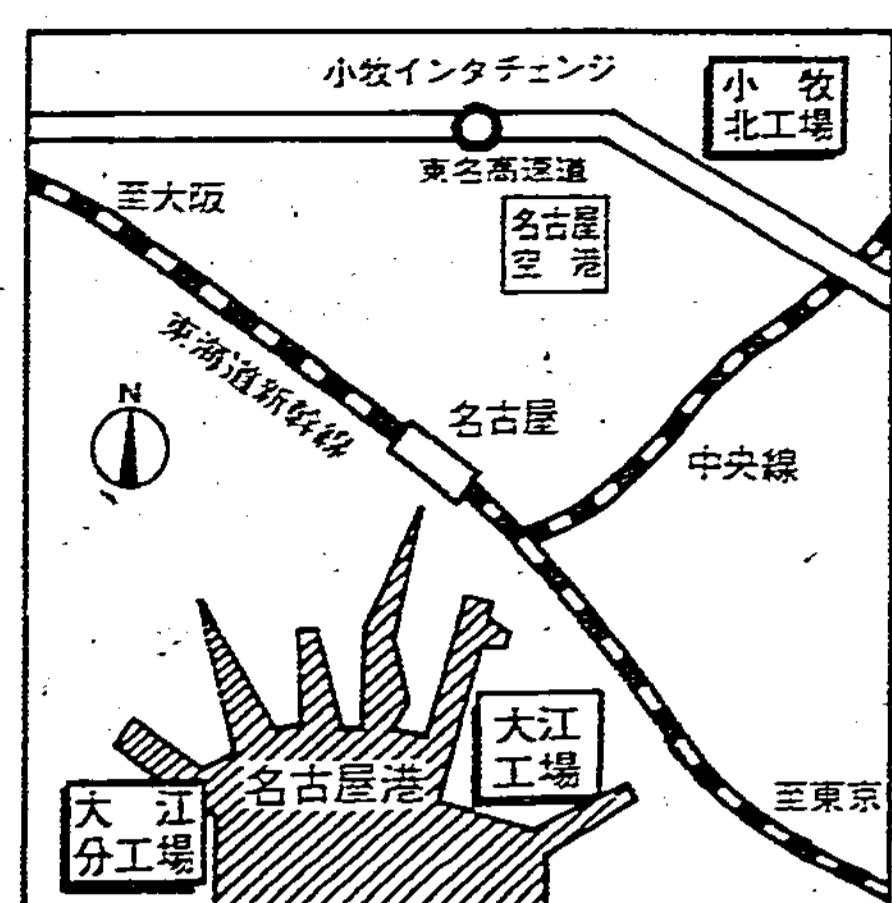 小牧インタチェンジ
小 牧
北工場
東名高速道
至大阪
名古屋
空 港
東海道新幹線
N
名古屋
中央線
大江
工場
名古屋港
至東京
大 江
分工場